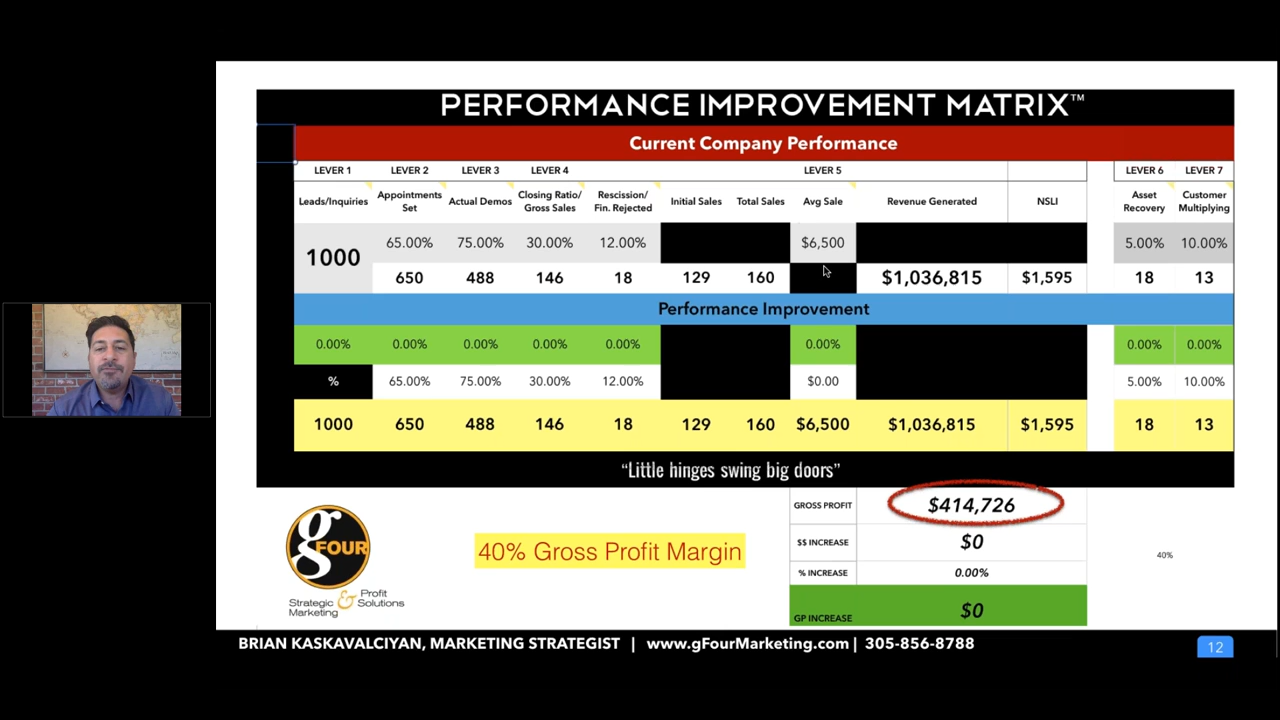 PERFORMANCE IMPROVEMENT MATRIX™
Current Company Performance
LEVER 1 LEVER 2 LEVER 3 LEVER 4 LEVER 5 LEVER 6 LEVER 7
Leads/Inquiries Appointments Set Actual Demos Closing Ratio/ Gross Sales Rescission/ Fin. Rejected Initial Sales Total Sales Avg Sale Revenue Generated NSLI Asset Recovery Customer Multiplying
65.00% 75.00% 30.00% 12.00% $6,500 5.00% 10.00%
1000 650 488 146 18 129 160 $1,036,815 $1,595 18 13
Performance Improvement
0.00% 0.00% 0.00% 0.00% 0.00% 0.00% 0.00% 0.00%
% 65.00% 75.00% 30.00% 12.00% $0.00 5.00% 10.00%
1000 650 488 146 18 129 160 $6,500 $1,036,815 $1,595 18 13
“Little hinges swing big doors”
GROSS PROFIT $414,726
$$ INCREASE $0
40%
% INCREASE 0.00%
GP INCREASE $0
40% Gross Profit Margin
g FOUR
Strategic Marketing & Profit Solutions
BRIAN KASKAVALCIYAN, MARKETING STRATEGIST | www.gFourMarketing.com | 305-856-8788
12